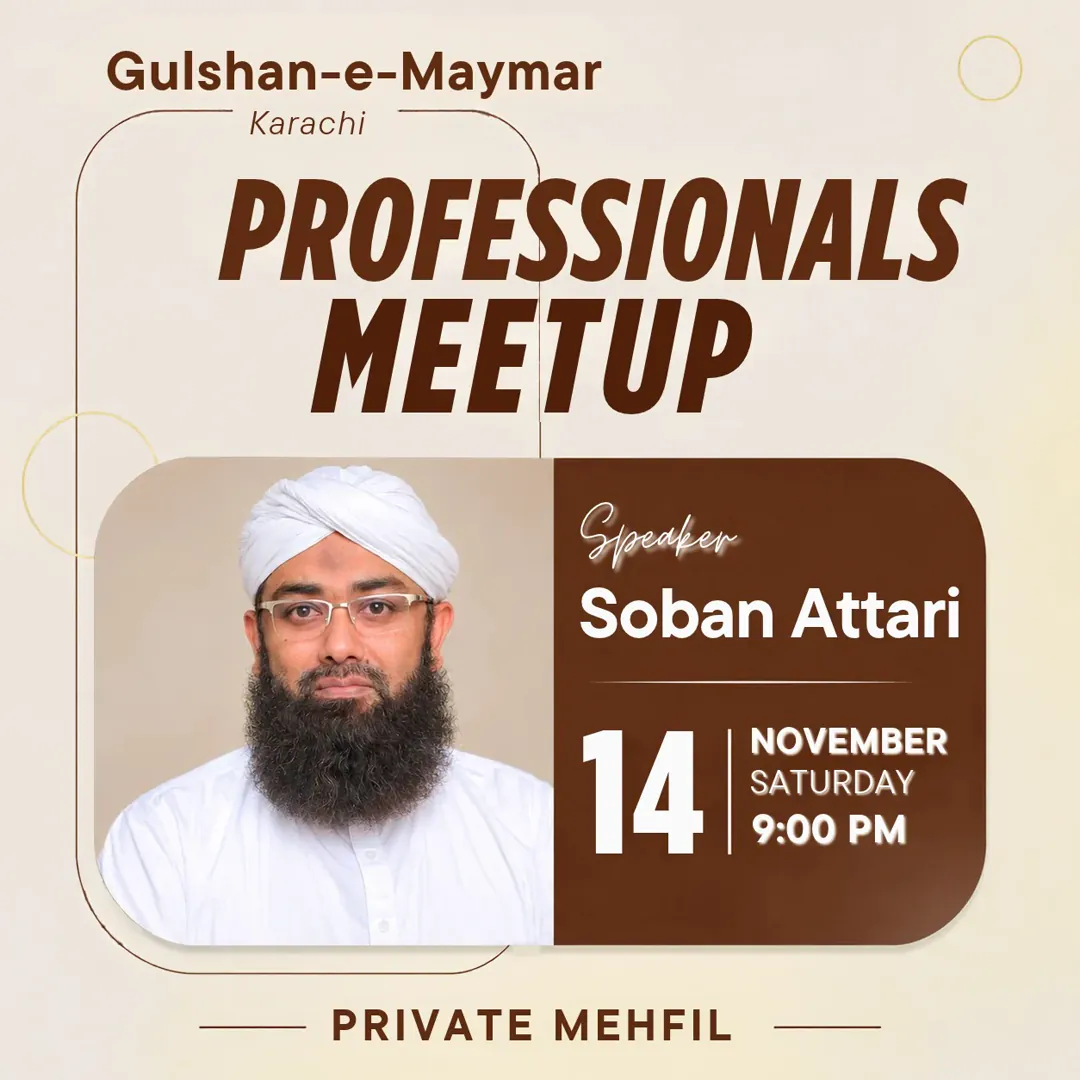 Gulshan-e-Maymar
Karachi
PROFESSIONALS
MEETUP
Speaker
Soban Attari
14
NOVEMBER
SATURDAY
9:00 PM
PRIVATE MEHFIL